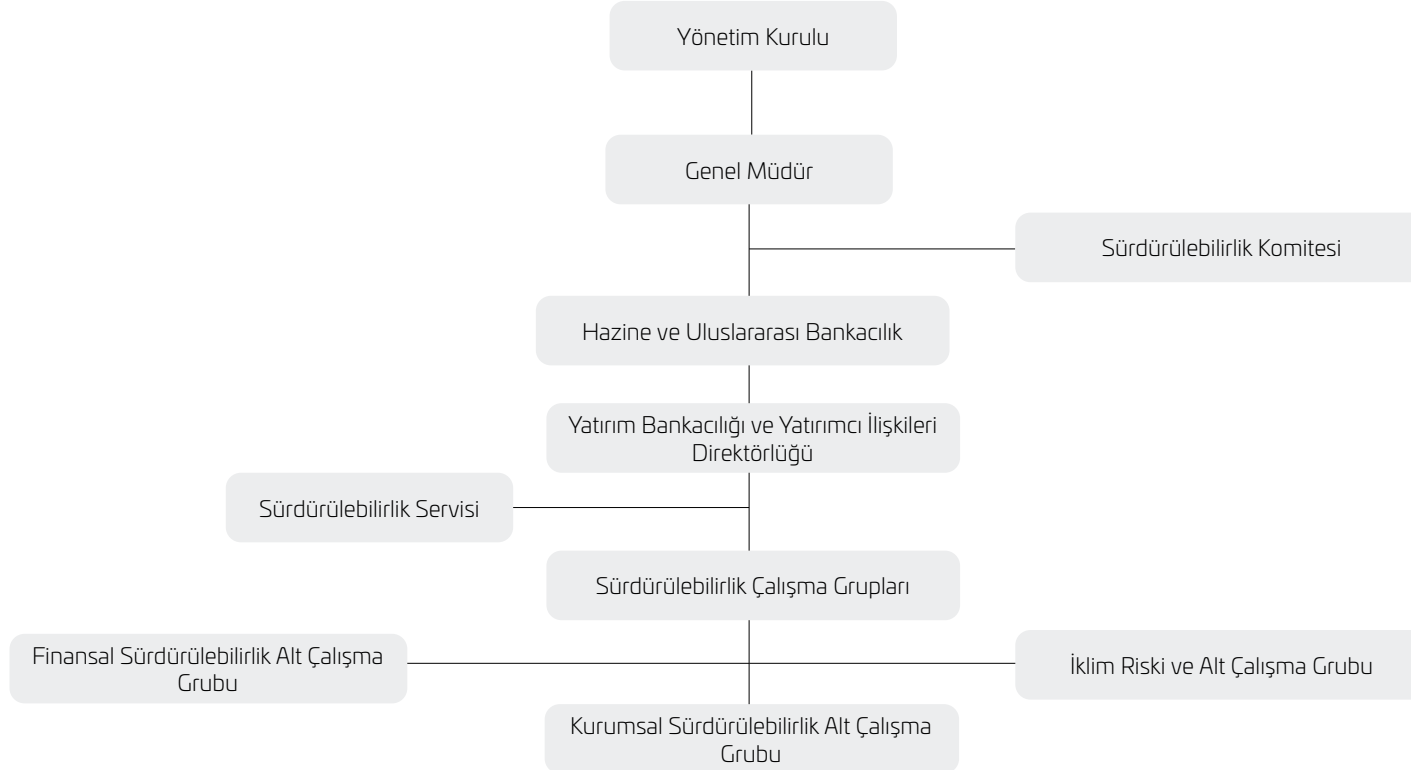 Yönetim Kurulu
Genel Müdür
Sürdürülebilirlik Komitesi
Hazine ve Uluslararası Bankacılık
Yatırım Bankacılığı ve Yatırımcı İlişkileri
Direktörlüğü
Sürdürülebilirlik Servisi
Sürdürülebilirlik Çalışma Grupları
Finansal Sürdürülebilirlik Alt Çalışma
Grubu
İklim Riski ve Alt Çalışma Grubu
Kurumsal Sürdürülebilirlik Alt Çalışma
Grubu